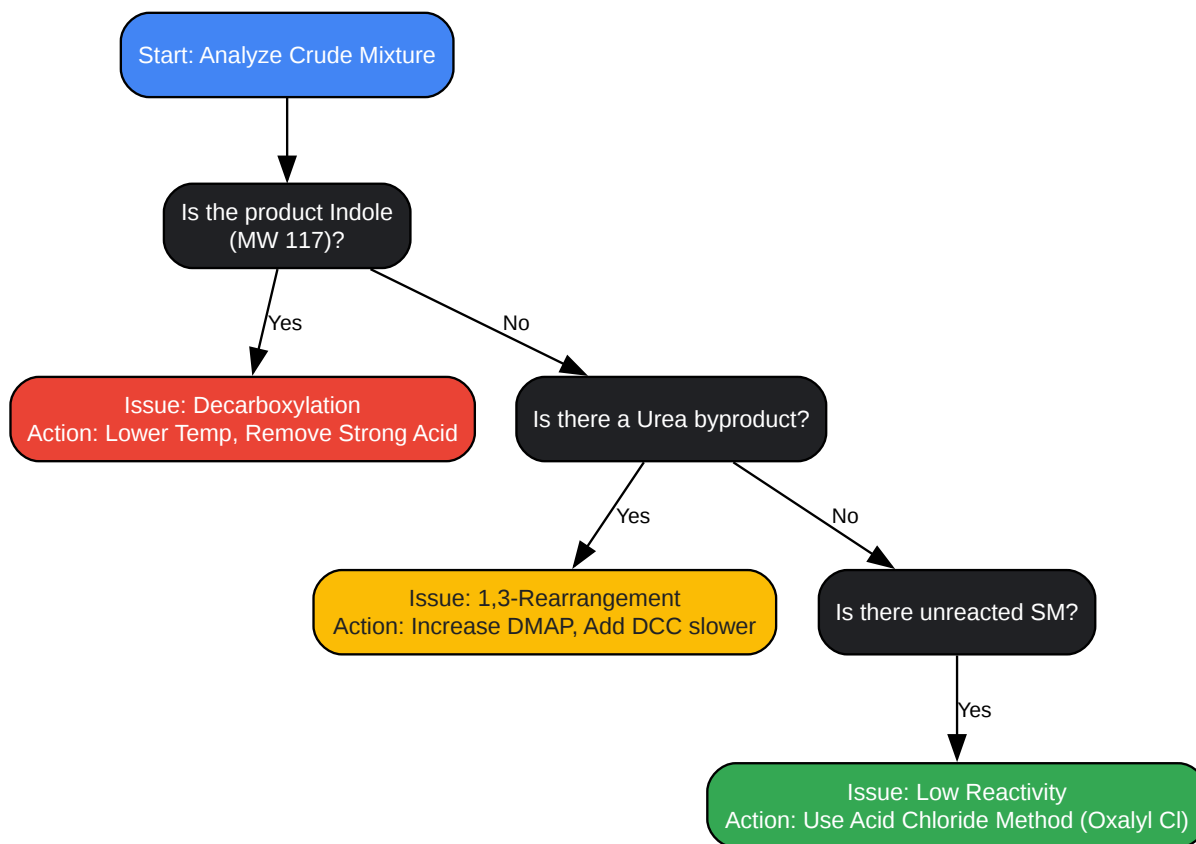 Start: Analyze Crude Mixture
Is the product Indole
(MW 117)?
Yes
No
Issue: Decarboxylation
Action: Lower Temp, Remove Strong Acid
Is there a Urea byproduct?
Yes
No
Issue: 1,3-Rearrangement
Action: Increase DMAP, Add DCC slower
Is there unreacted SM?
Yes
Issue: Low Reactivity
Action: Use Acid Chloride Method (Oxalyl Cl)